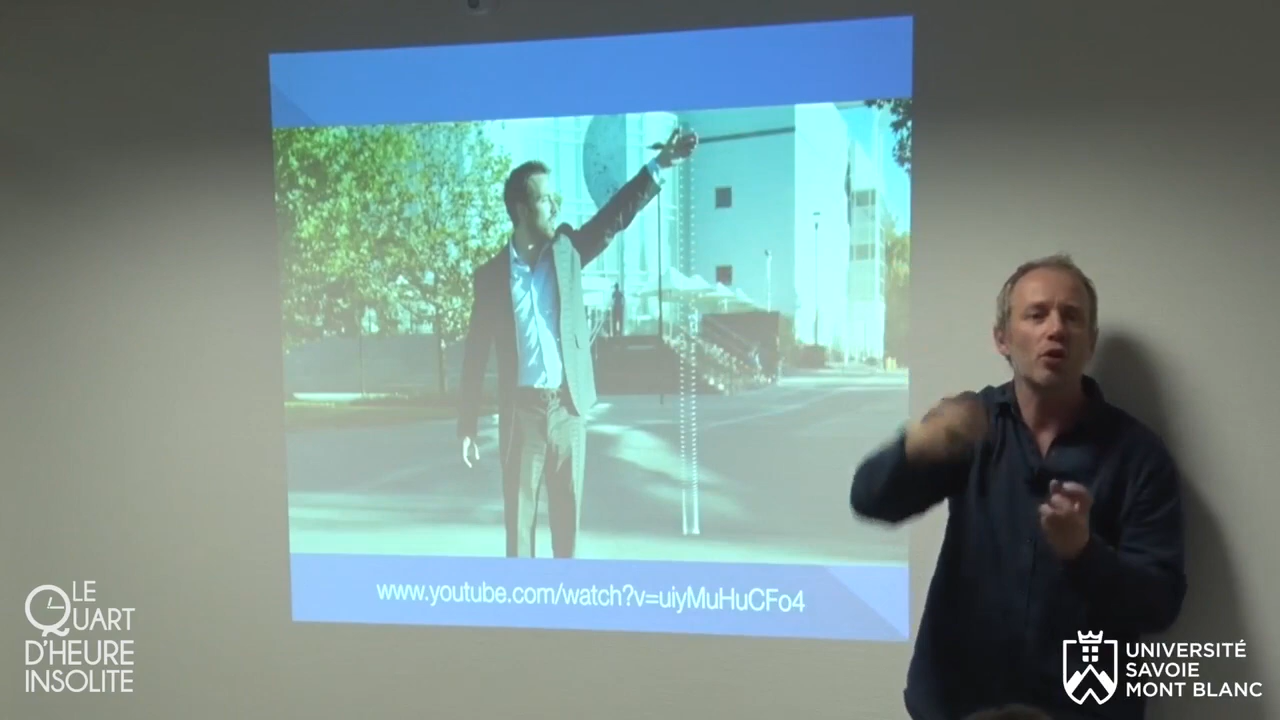 www.youtube.com/watch?v=uiyMuHuCFo4
LE
QUART
D'HEURE
INSOLITE
UNIVERSITÉ
SAVOIE
MONT BLANC